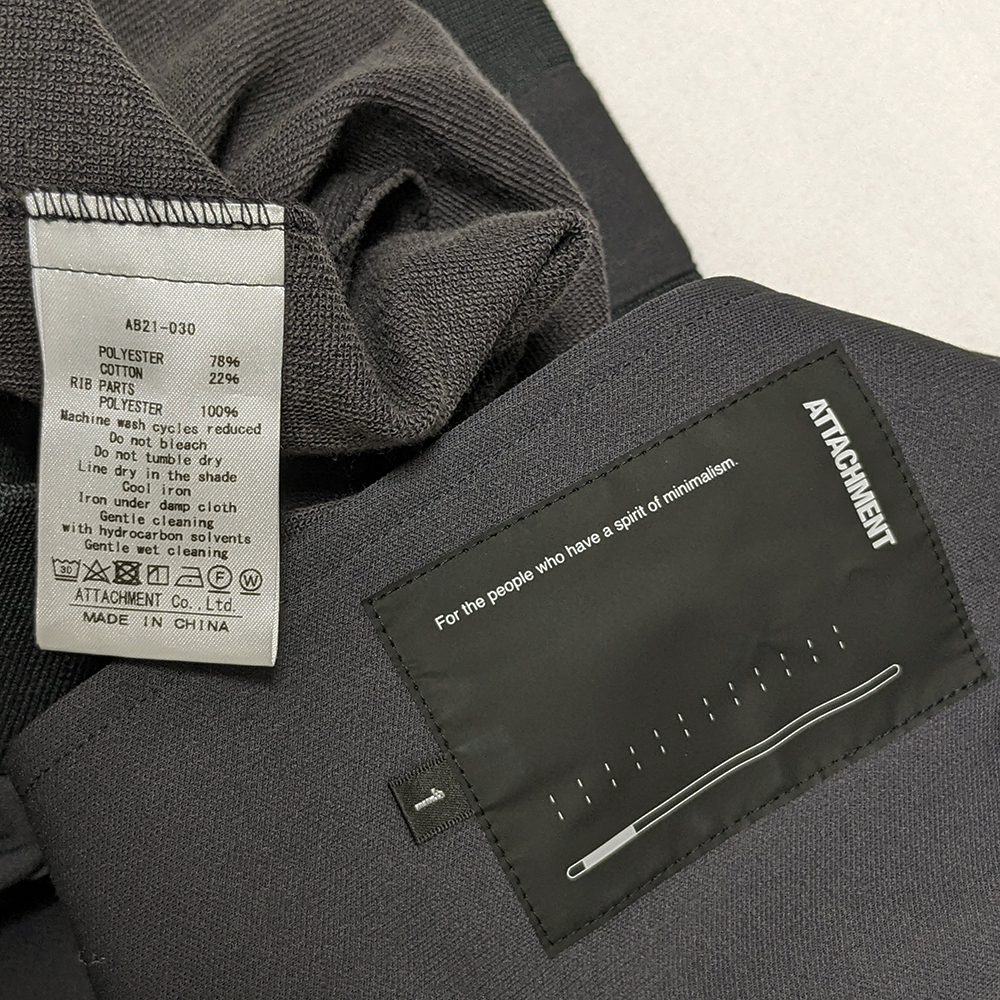 AB21-030
POLYESTER 78%
COTTON 22%
RIB PARTS
POLYESTER 100%
Machine wash cycles reduced
Do not bleach
Do not tumble dry
Line dry in the shade
Cool iron
Iron under damp cloth
Gentle cleaning
with hydrocarbon solvents
Gentle wet cleaning
30 F W
ATTACHMENT Co.,Ltd.
MADE IN CHINA
ATTACHMENT
For the people who have a spirit of minimalism.
1